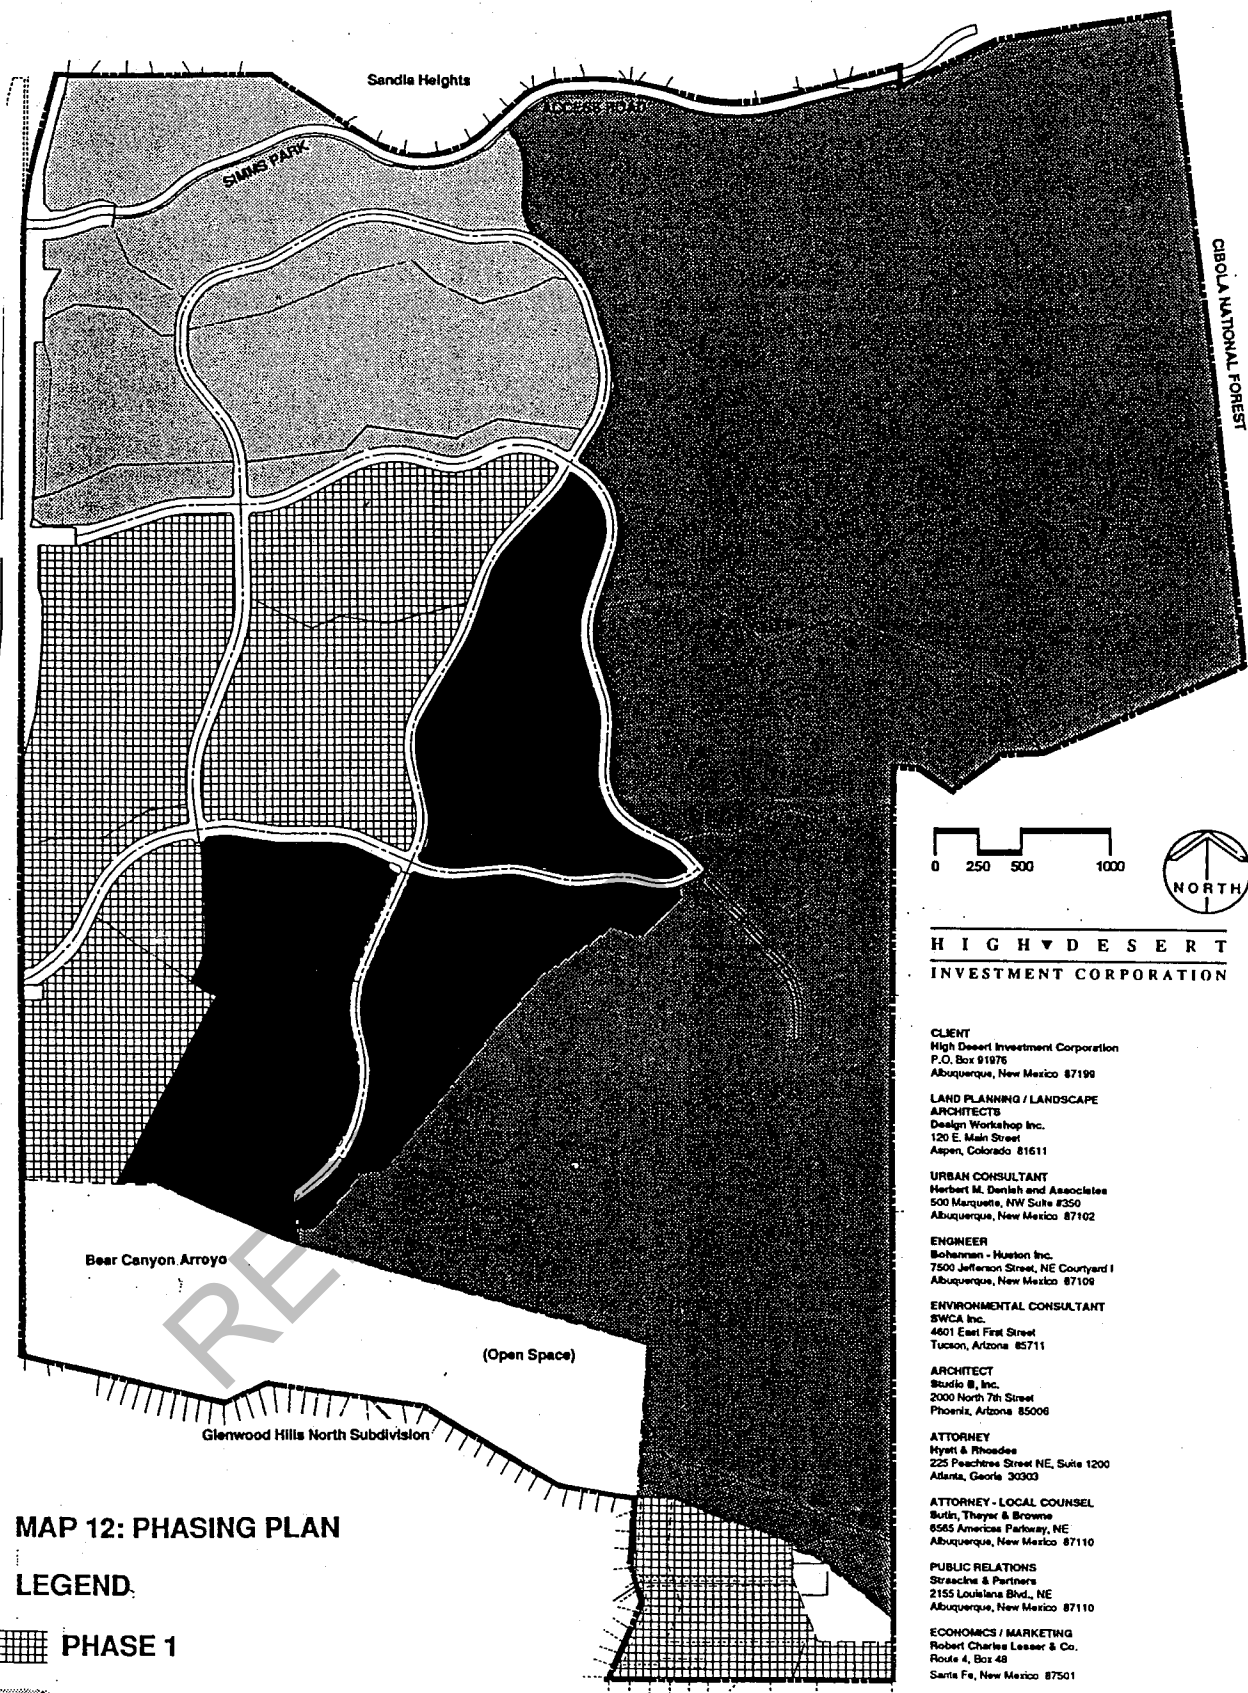 Sandia Heights
ACCESS ROAD
SIMMS PARK
CIBOLA NATIONAL FOREST
0 250 500 1000
NORTH
HIGH DESERT
INVESTMENT CORPORATION
CLIENT
High Desert Investment Corporation
P.O. Box 91976
Albuquerque, New Mexico 87199
LAND PLANNING / LANDSCAPE
ARCHITECTS
Design Workshop Inc.
120 E. Main Street
Aspen, Colorado 81611
URBAN CONSULTANT
Herbert M. Denish and Associates
500 Marquette, NW Suite #350
Albuquerque, New Mexico 87102
ENGINEER
Bohannan - Huston Inc.
7500 Jefferson Street, NE Courtyard I
Albuquerque, New Mexico 87109
ENVIRONMENTAL CONSULTANT
SWCA Inc.
4601 East First Street
Tucson, Arizona 85711
ARCHITECT
Studio B, Inc.
2000 North 7th Street
Phoenix, Arizona 85006
ATTORNEY
Hyatt & Rhoades
225 Peachtree Street NE, Suite 1200
Atlanta, Georie 30303
ATTORNEY - LOCAL COUNSEL
Sutin, Thayer & Browne
6565 Americas Parkway, NE
Albuquerque, New Mexico 87110
PUBLIC RELATIONS
& Partners
2155 Louisiana Blvd., NE
Albuquerque, New Mexico 87110
ECONOMICS / MARKETING
Robert Charles Lesser & Co.
Route 4, Box 48
Santa Fe, New Mexico 87501
Bear Canyon Arroyo
RE
(Open Space)
Glenwood Hills North Subdivision
MAP 12: PHASING PLAN
LEGEND
PHASE 1